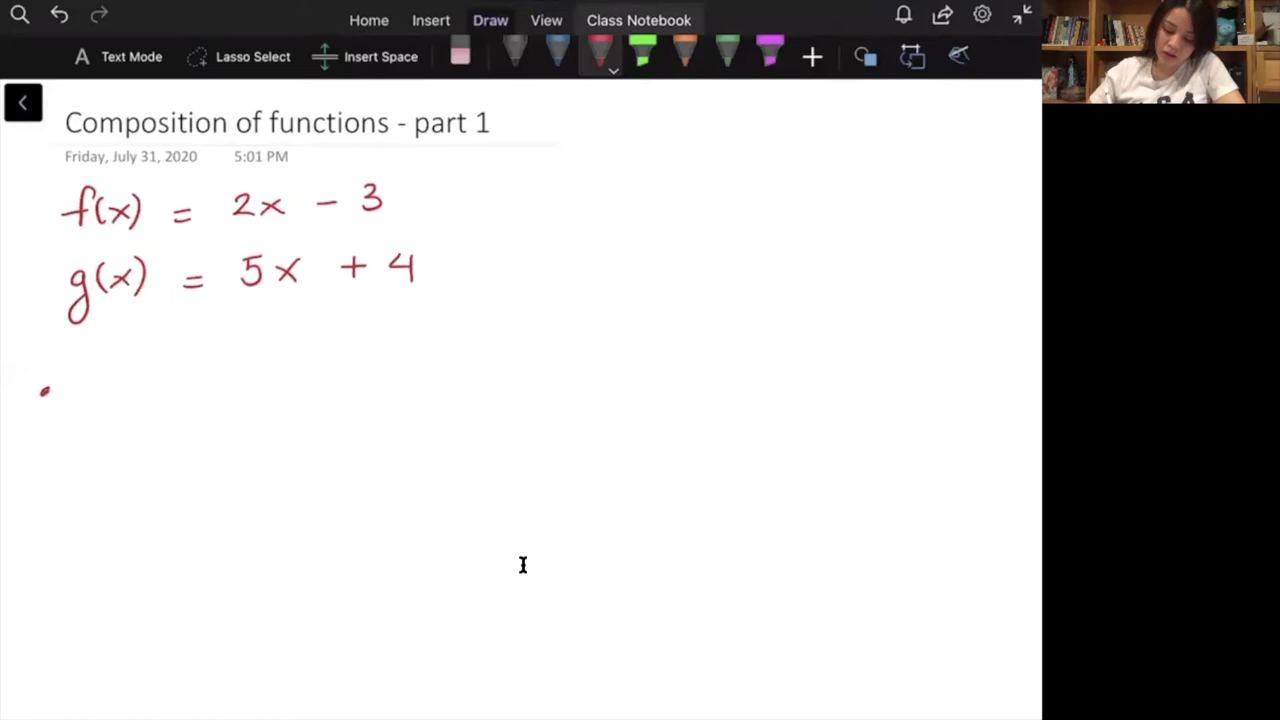 Home Insert Draw View Class Notebook
A Text Mode Lasso Select Insert Space
Composition of functions - part 1
Friday, July 31, 2020 5:01 PM
f(x) = 2x - 3
g(x) = 5x + 4